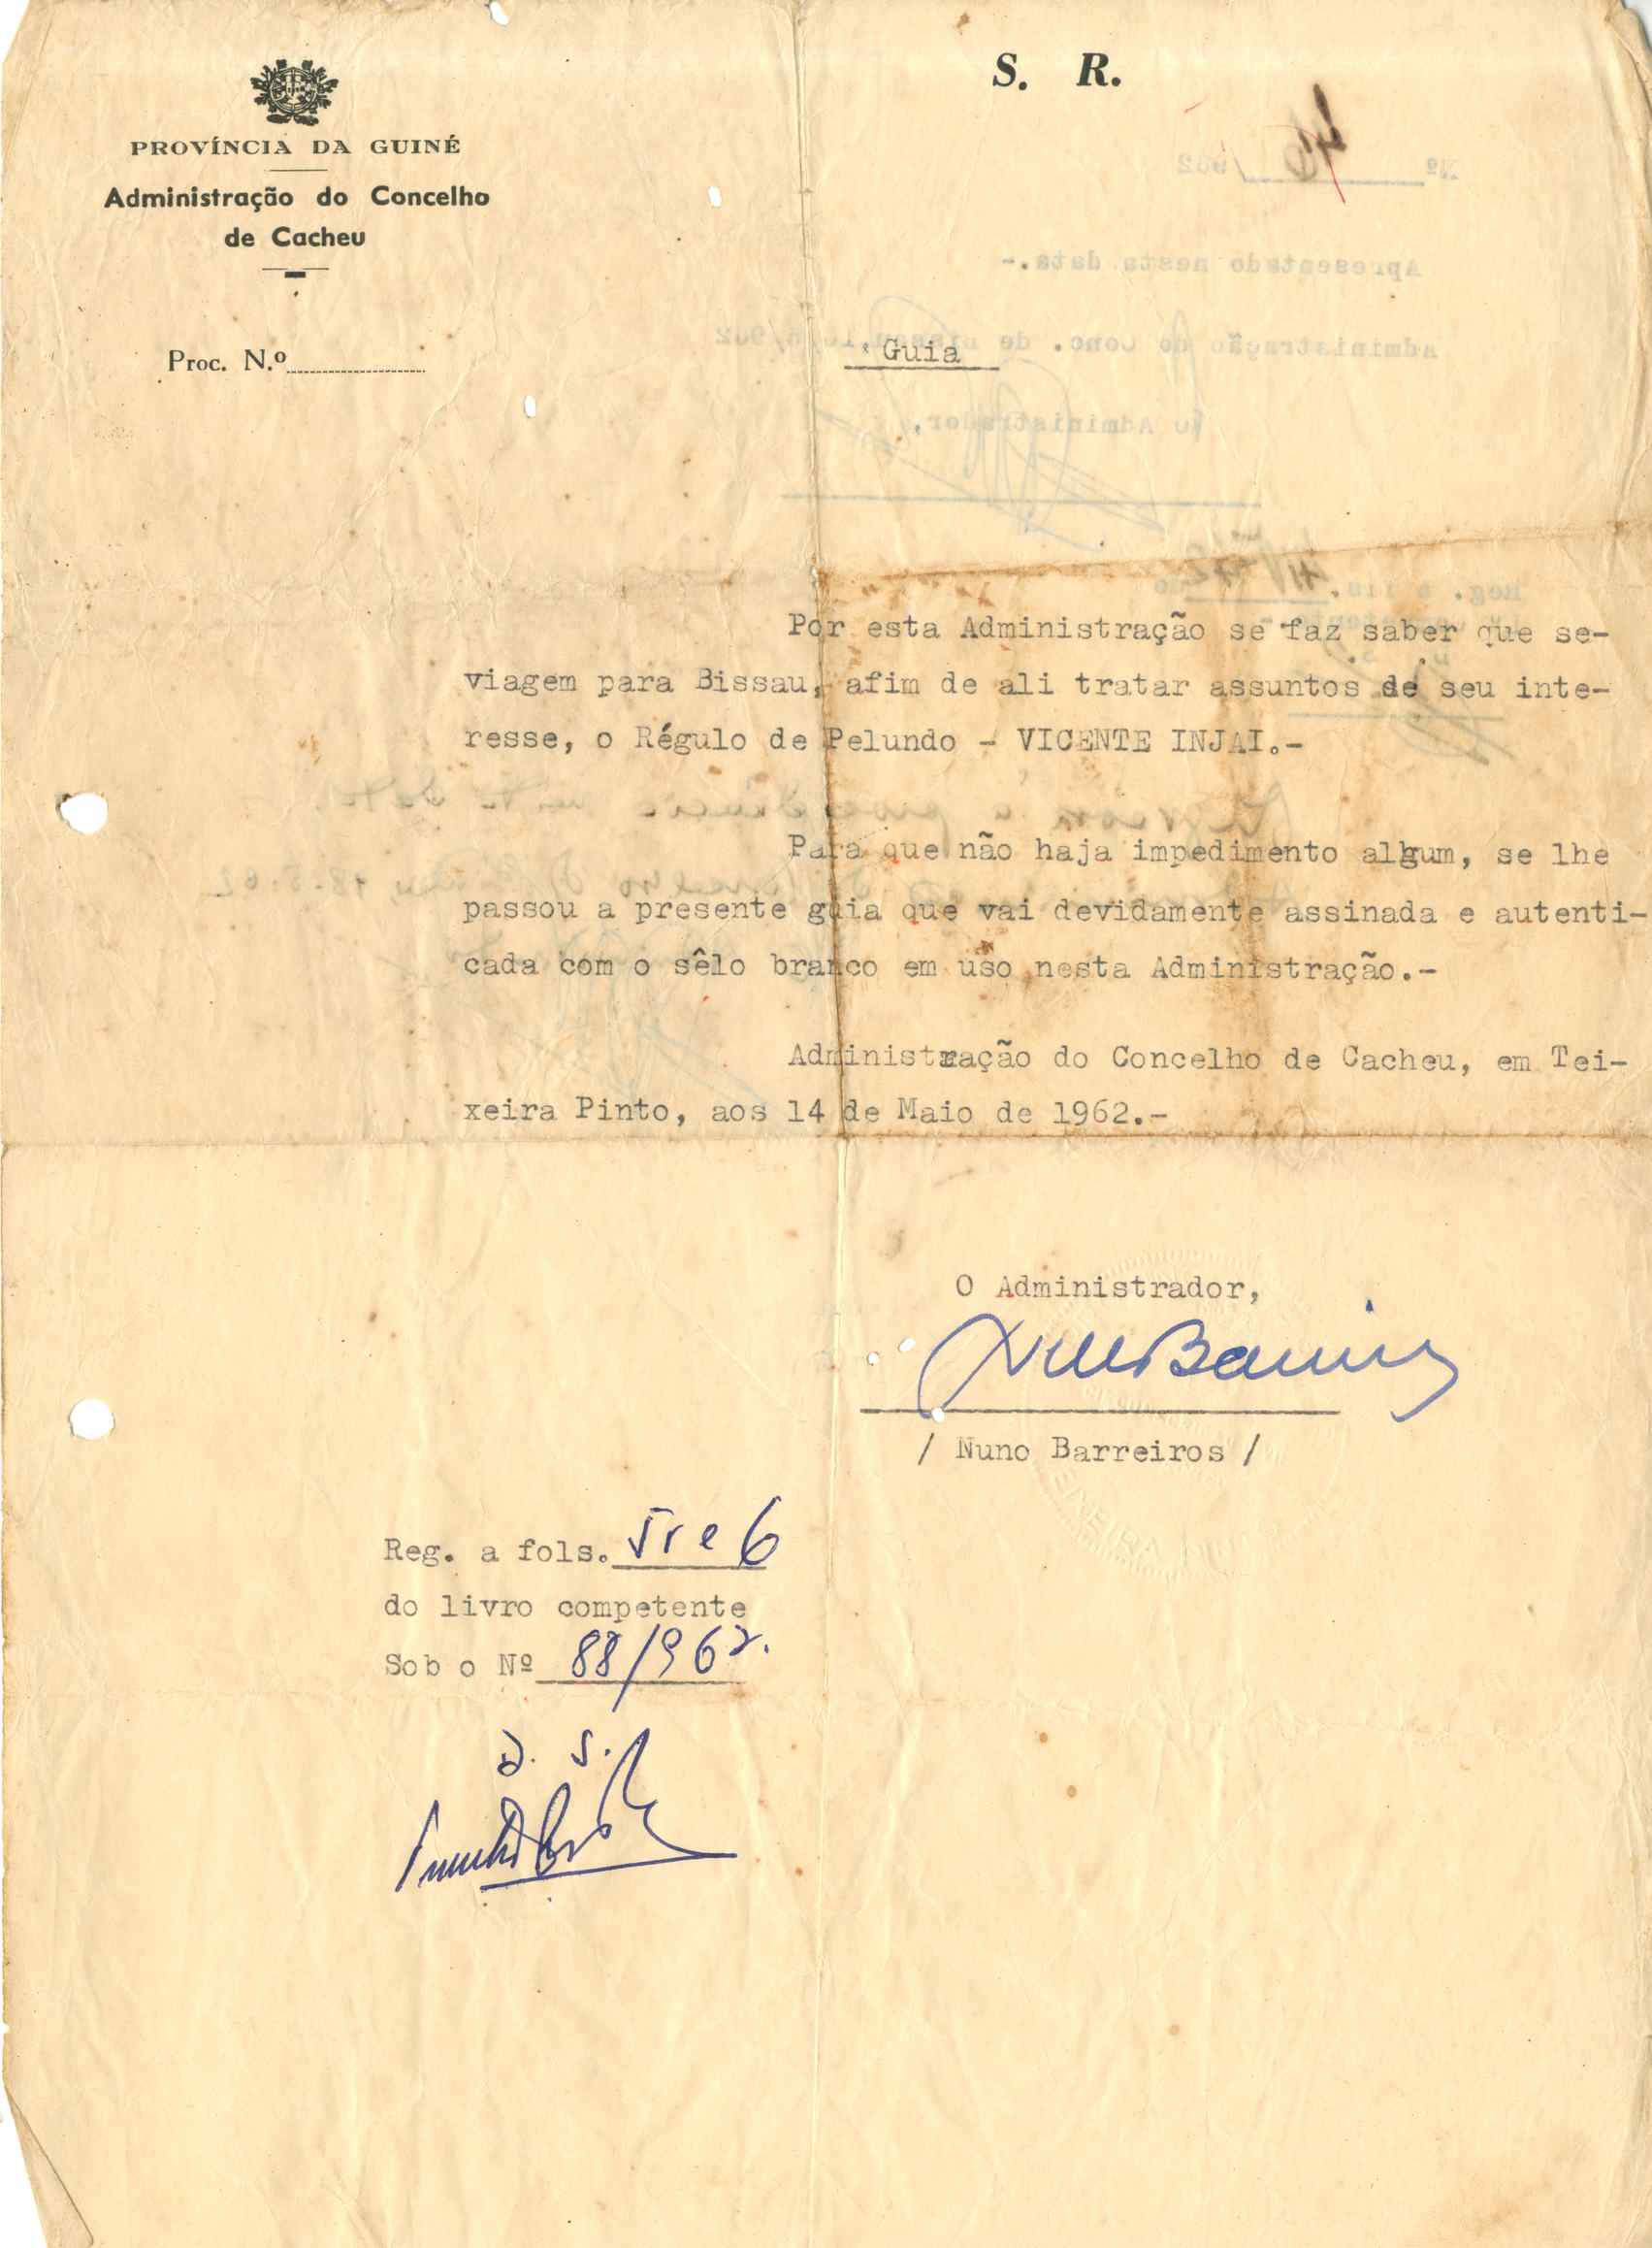 S. R.
PROVÍNCIA DA GUINÉ
Administração do Concelho
de Cacheu
Proc. N.º
Guia
Por esta Administração se faz saber que se-
viagem para Bissau, afim de ali tratar assuntos de seu inte-
resse, o Régulo de Pelundo - VICENTE INJAI.-
Para que não haja impedimento algum, se lhe
passou a presente guia que vai devidamente assinada e autenti-
cada com o sêlo branco em uso nesta Administração.-
Administração do Concelho de Cacheu, em Tei-
xeira Pinto, aos 14 de Maio de 1962.-
O Administrador,
/ Nuno Barreiros /
Reg. a fols. 5v e 6
do livro competente
Sob o Nº 88/962.